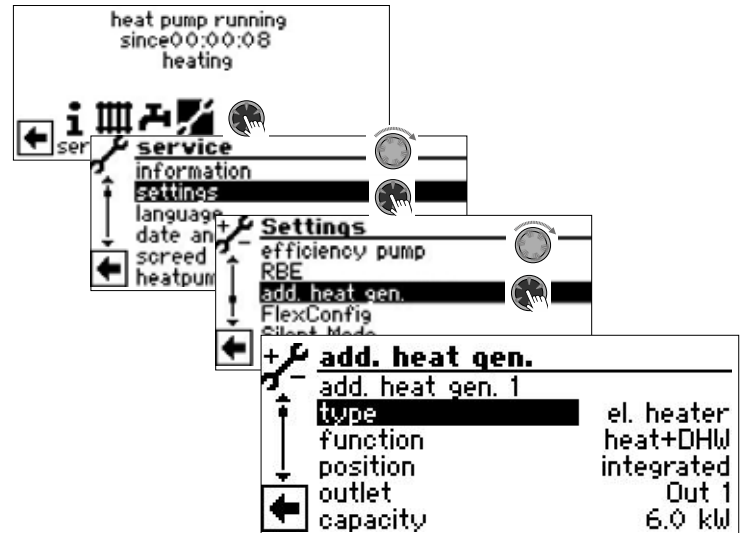 heat pump running
since00:00:08
heating
ser
service
information
settings
language
date an
screed
heatpum
Settings
efficiency pump
RBE
add. heat gen.
FlexConfig
Silent Mode
add. heat gen.
add. heat gen. 1
type el. heater
function heat+DHW
position integrated
outlet Out 1
capacity 6.0 kW